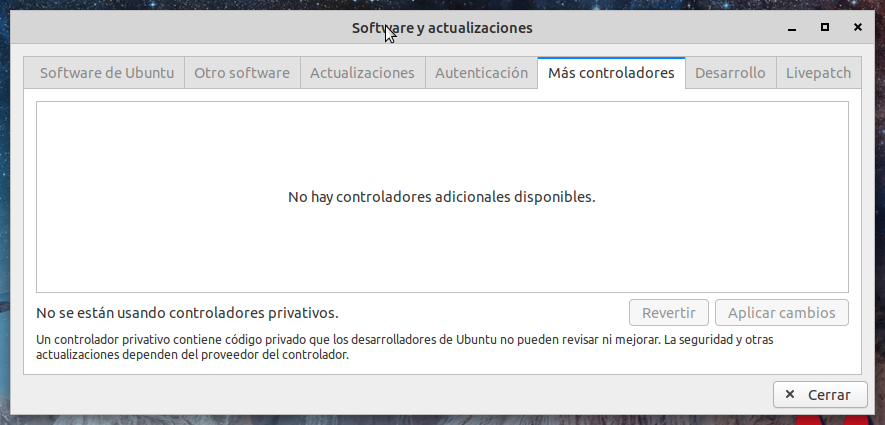 Software y actualizaciones
Software de Ubuntu
Otro software
Actualizaciones
Autenticación
Más controladores
Desarrollo
Livepatch
No hay controladores adicionales disponibles.
No se están usando controladores privativos.
Revertir
Aplicar cambios
Un controlador privativo contiene código privado que los desarrolladores de Ubuntu no pueden revisar ni mejorar. La seguridad y otras
actualizaciones dependen del proveedor del controlador.
Cerrar